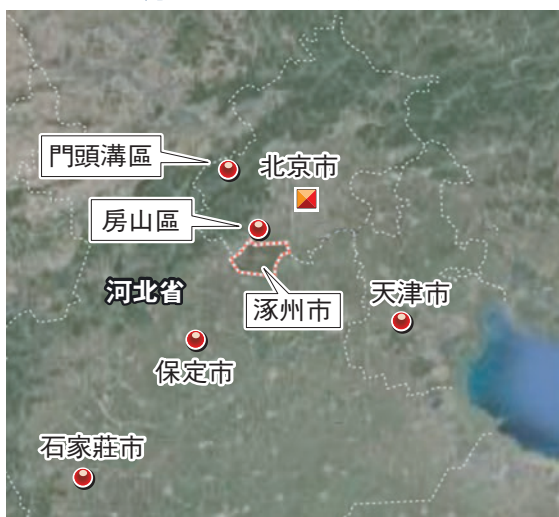 門頭溝區
北京市
房山區
河北省
涿州市
天津市
保定市
石家莊市